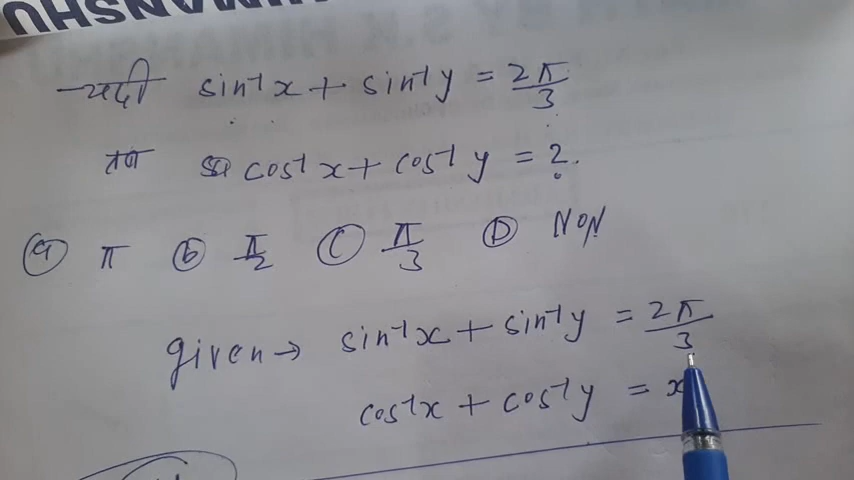 HIMANSHU
यदी sin⁻¹x + sin⁻¹y = 2π/3
तब cos⁻¹x + cos⁻¹y = ?.
(a) π (b) π/2 (C) π/3 (D) NON
given → sin⁻¹x + sin⁻¹y = 2π/3
cos⁻¹x + cos⁻¹y = x